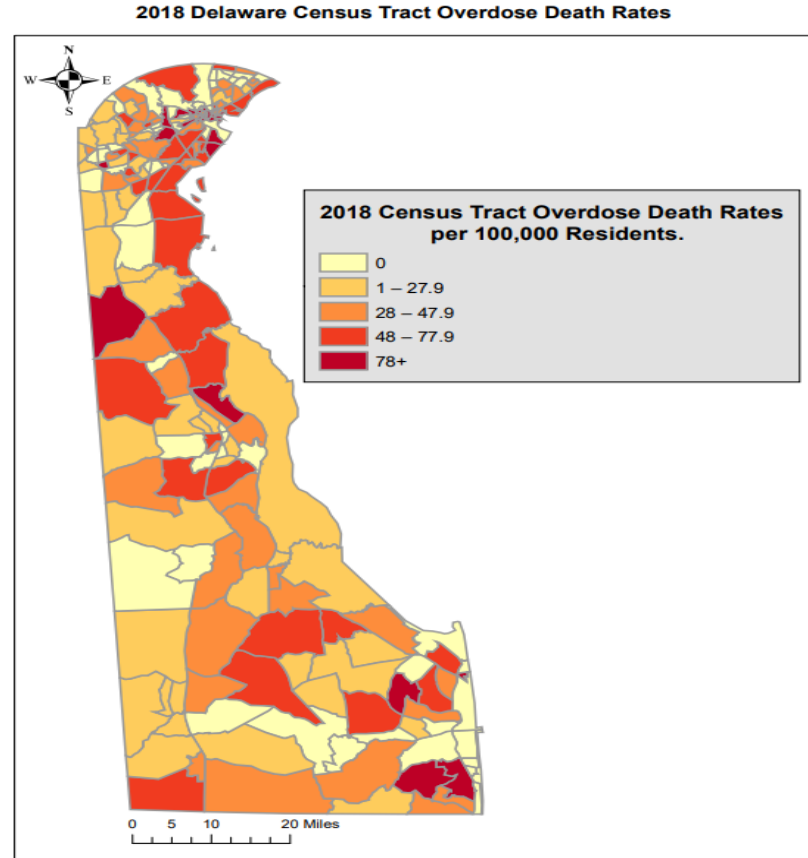 2018 Delaware Census Tract Overdose Death Rates
N
W E
S
2018 Census Tract Overdose Death Rates
per 100,000 Residents.
0
1 – 27.9
28 – 47.9
48 – 77.9
78+
0 5 10 20 Miles